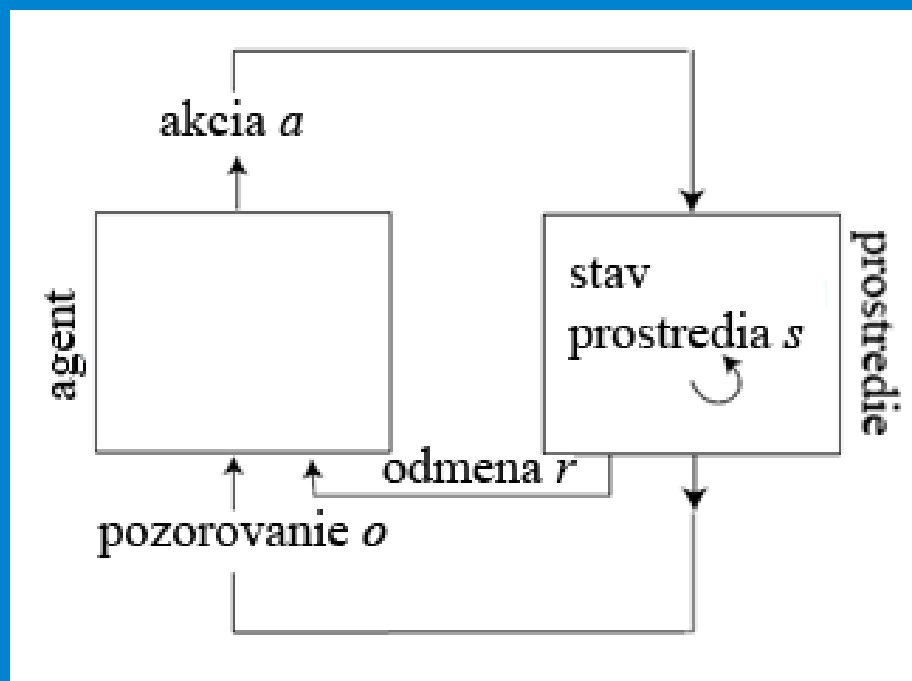 akcia a
agent
stav
prostredia s
prostredie
odmena r
pozorovanie o